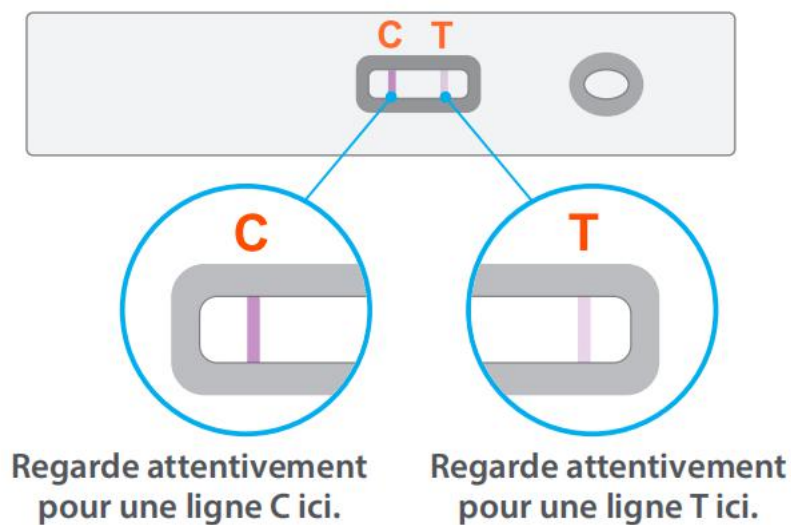 C T
C
T
Regarde attentivement
pour une ligne C ici.
Regarde attentivement
pour une ligne T ici.